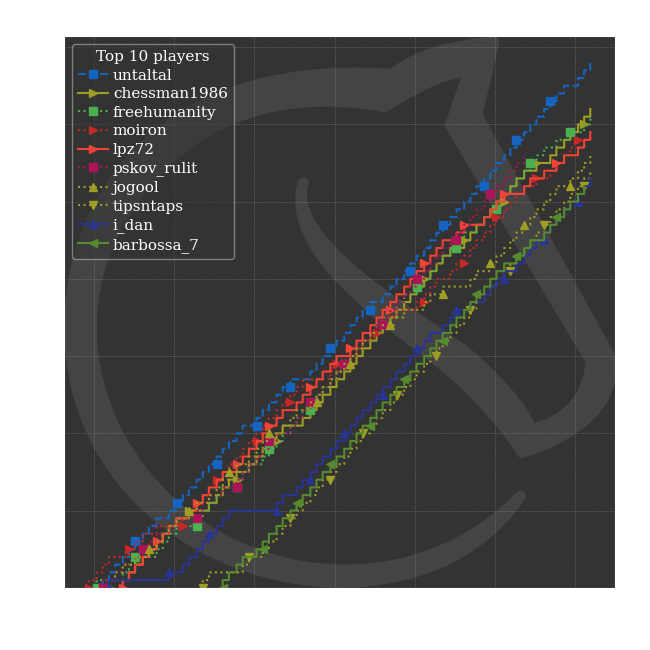 Top 10 players
untaltal
chessman1986
freehumanity
moiron
lpz72
pskov_rulit
jogool
tipsntaps
i_dan
barbossa_7